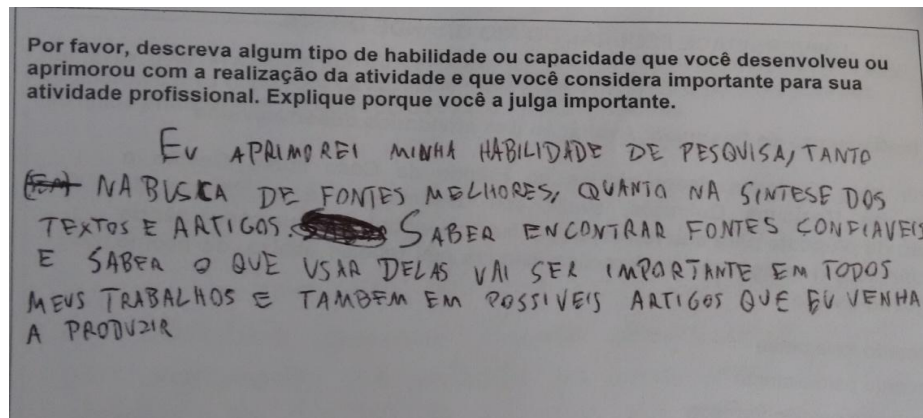 Por favor, descreva algum tipo de habilidade ou capacidade que você desenvolveu ou
aprimorou com a realização da atividade e que você considera importante para sua
atividade profissional. Explique porque você a julga importante.
EU APRIMOREI MINHA HABILIDADE DE PESQUISA, TANTO
NA BUSCA DE FONTES MELHORES, QUANTO NA SINTESE DOS
TEXTOS E ARTIGOS. SABER ENCONTRAR FONTES CONFIAVEIS
E SABER O QUE USAR DELAS VAI SER IMPORTANTE EM TODOS
MEUS TRABALHOS E TAMBEM EM POSSIVEIS ARTIGOS QUE EU VENHA
A PRODUZIR